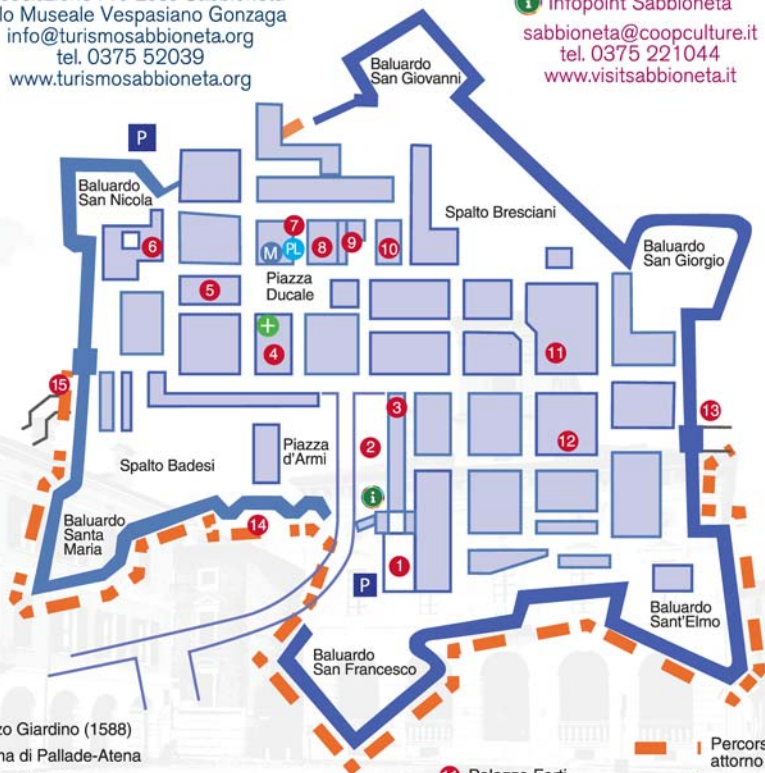 lo Museale Vespasiano Gonzaga
info@turismosabbioneta.org
tel. 0375 52039
www.turismosabbioneta.org
i Infopoint Sabbioneta
sabbioneta@coopculture.it
tel. 0375 221044
www.visitsabbioneta.it
Baluardo
San Giovanni
P
Baluardo
San Nicola
Spalto Bresciani
Baluardo
San Giorgio
6
7
M
PL
8
9
10
Piazza
Ducale
5
4
11
15
3
13
2
12
Piazza
d'Armi
Spalto Badesi
i
Baluardo
Santa
Maria
14
1
P
Baluardo
Sant'Elmo
Baluardo
San Francesco
zo Giardino (1588)
na di Pallade-Atena
Percors
attorno
Palazzo Forti